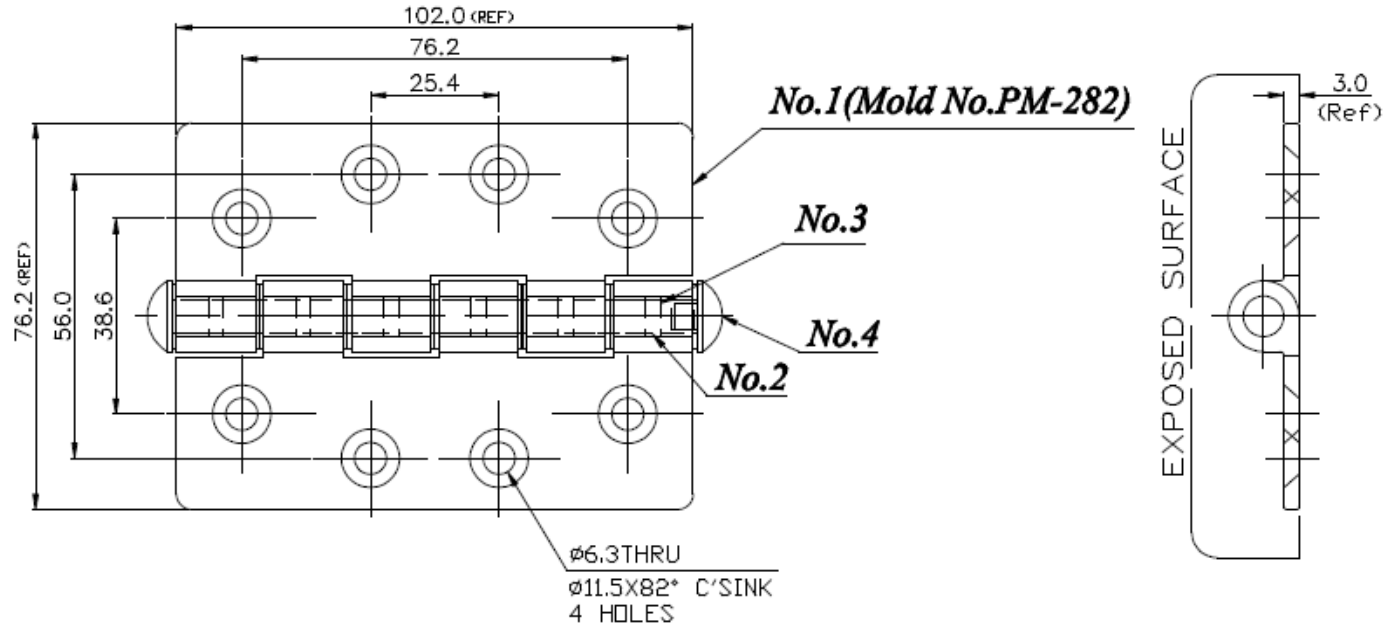 102.0 (REF)
76.2
25.4
No.1(Mold No.PM-282)
3.0
(Ref)
No.3
76.2 (REF)
56.0
38.6
EXPOSED SURFACE
No.4
No.2
ø6.3THRU
ø11.5X82° C'SINK
4 HOLES